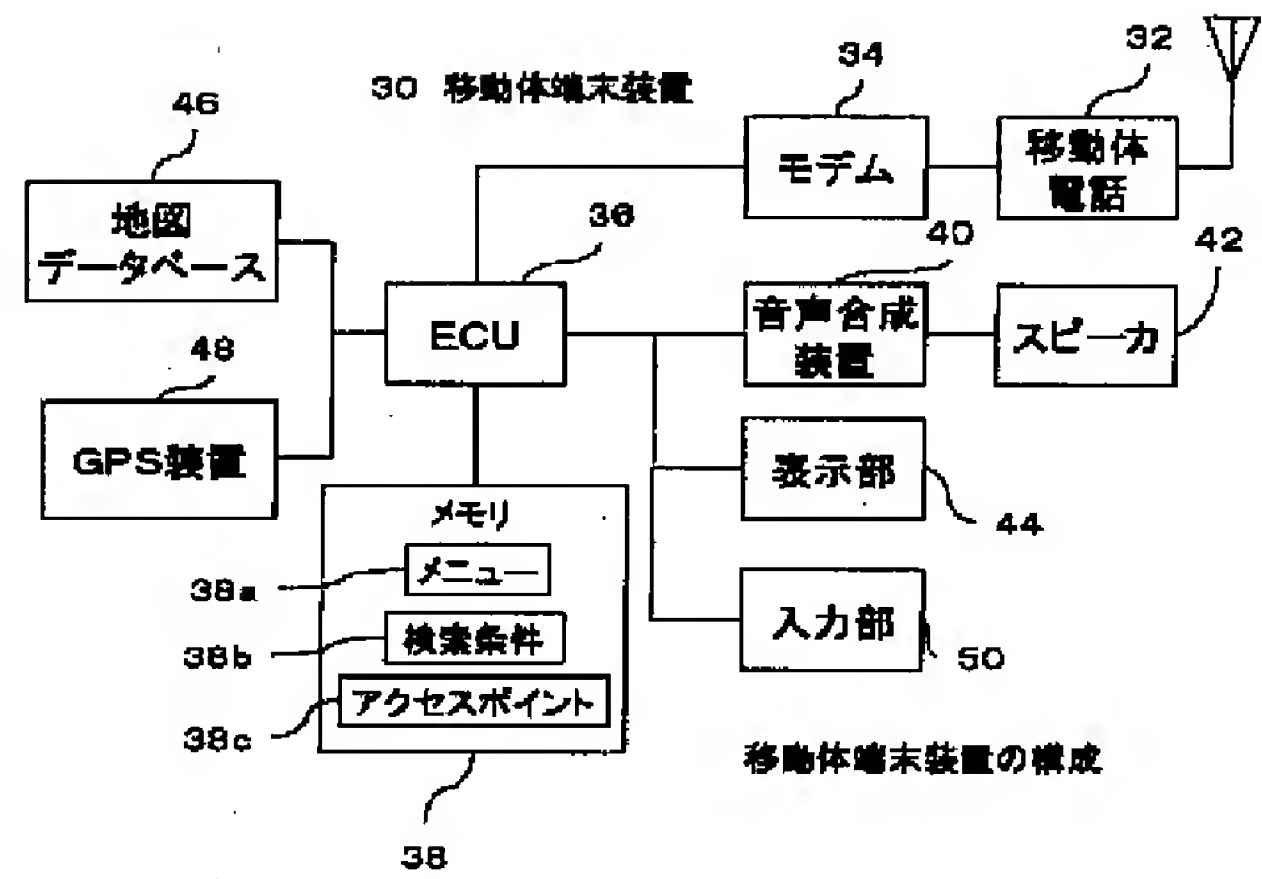 30 移動体端末装置
34
32
46
モデム
移動体
電話
地図
データベース
36
40
42
ECU
音声合成
装置
スピーカ
48
GPS装置
表示部
44
メモリ
38a
メニュー
38b
検索条件
38c
アクセスポイント
入力部
50
38
移動体端末装置の構成